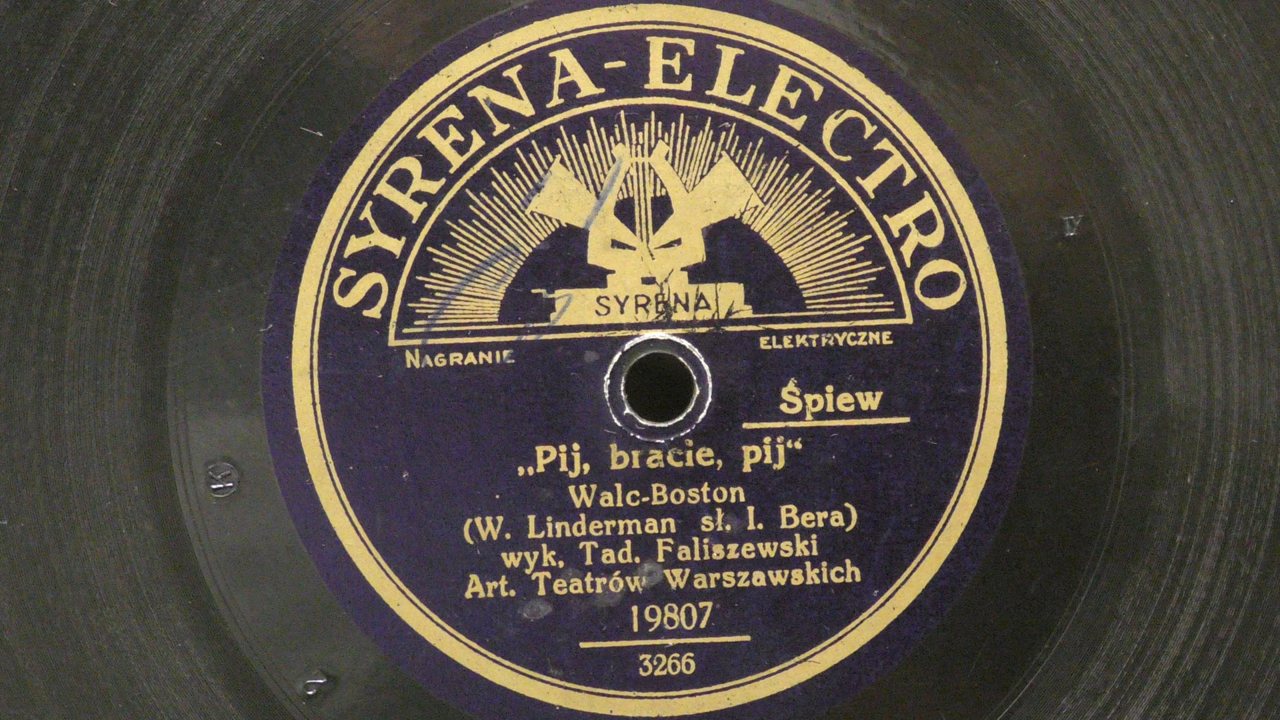 SYRENA-ELECTRO
SYRENA
NAGRANIE ELEKTRYCZNE
Śpiew
„Pij, bracie, pij“
Walc-Boston
(W. Linderman sł. I. Bera)
wyk. Tad. Faliszewski
Art. Teatrów Warszawskich
19807
3266
K